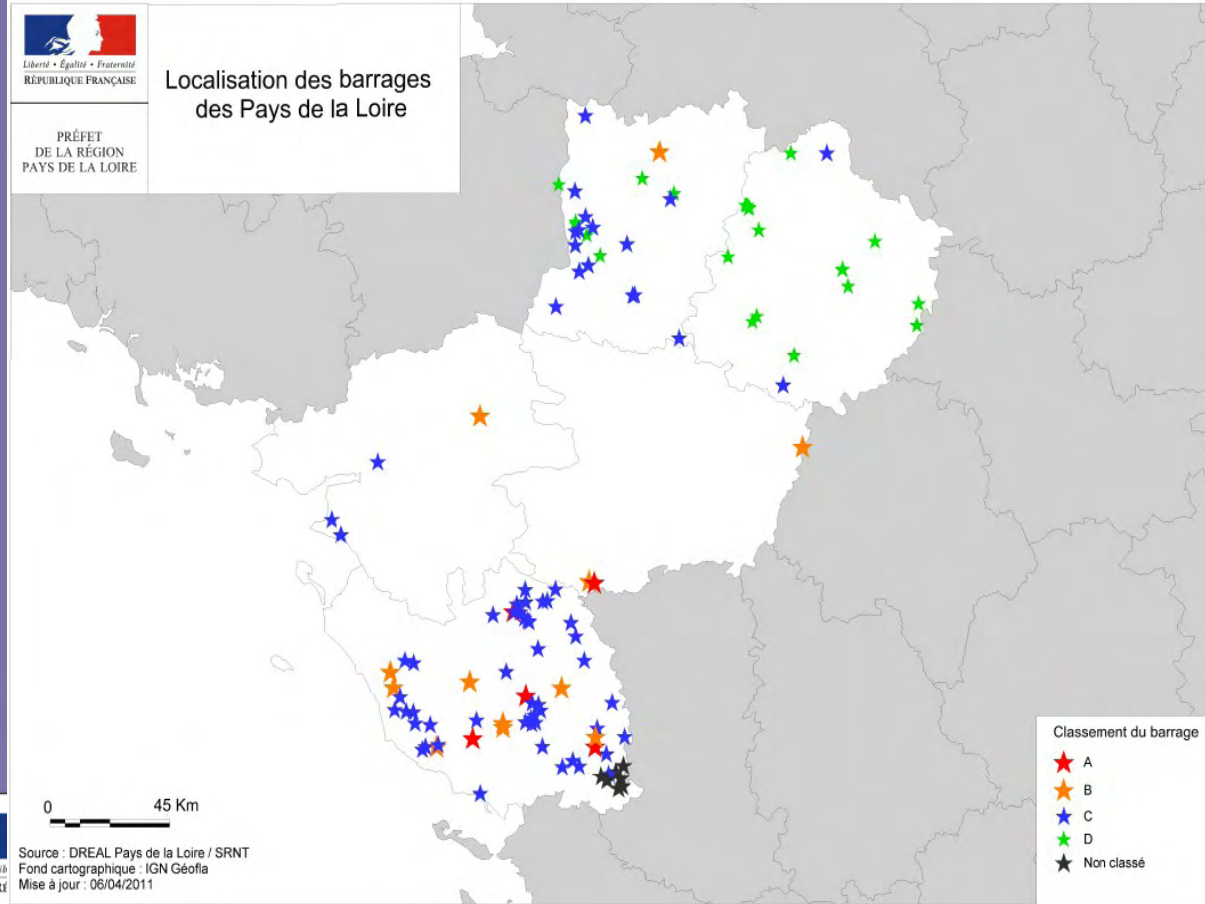 Liberté • Égalité • Fraternité
RÉPUBLIQUE FRANÇAISE
PRÉFET
DE LA RÉGION
PAYS DE LA LOIRE
Localisation des barrages
des Pays de la Loire
Classement du barrage
A
B
C
D
Non classé
0 45 Km
Source : DREAL Pays de la Loire / SRNT
Fond cartographique : IGN Géofla
Mise à jour : 06/04/2011